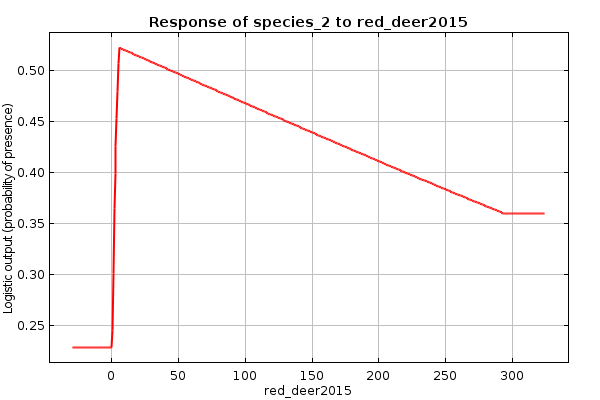 Response of species_2 to red_deer2015
Logistic output (probability of presence)
0.50
0.45
0.40
0.35
0.30
0.25
0 50 100 150 200 250 300
red_deer2015